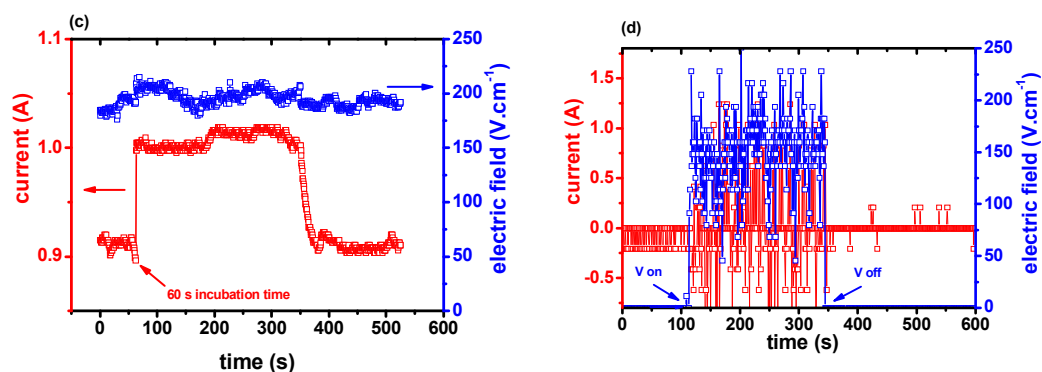 (c)
1.1
1.0
0.9
current (A)
250
200
150
100
50
0
electric field (V.cm⁻¹)
60 s incubation time
0 100 200 300 400 500 600
time (s)
(d)
1.5
1.0
0.5
0.0
-0.5
current (A)
250
200
150
100
50
0
electric field (V.cm⁻¹)
V on
V off
0 100 200 300 400 500 600
time (s)